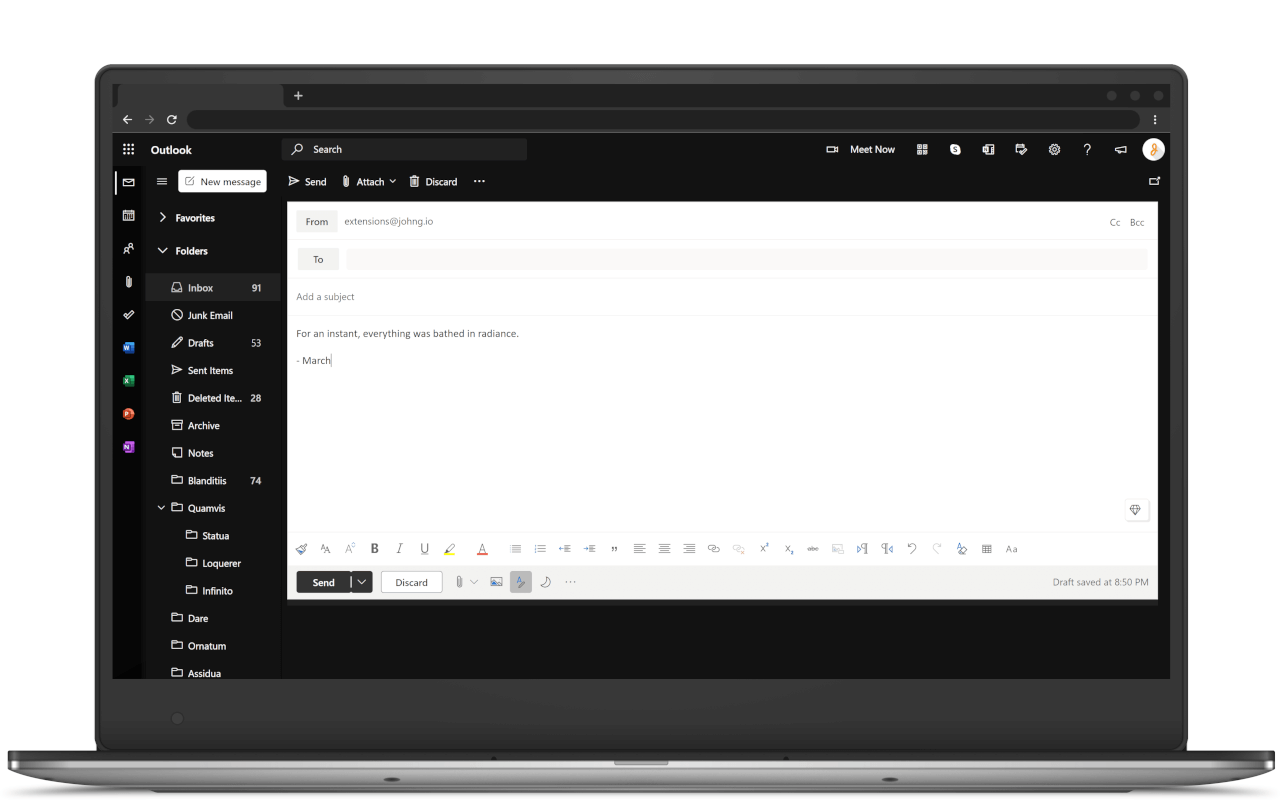 Outlook
Search
Meet Now
New message
Send
Attach
Discard
Favorites
Folders
Inbox 91
Junk Email
Drafts 53
Sent Items
Deleted Ite... 28
Archive
Notes
Blanditiis 74
Quamvis
Statua
Loquerer
Infinito
Dare
Ornatum
Assidua
From extensions@johng.io Cc Bcc
To
Add a subject
For an instant, everything was bathed in radiance.
- March
Send Discard Draft saved at 8:50 PM